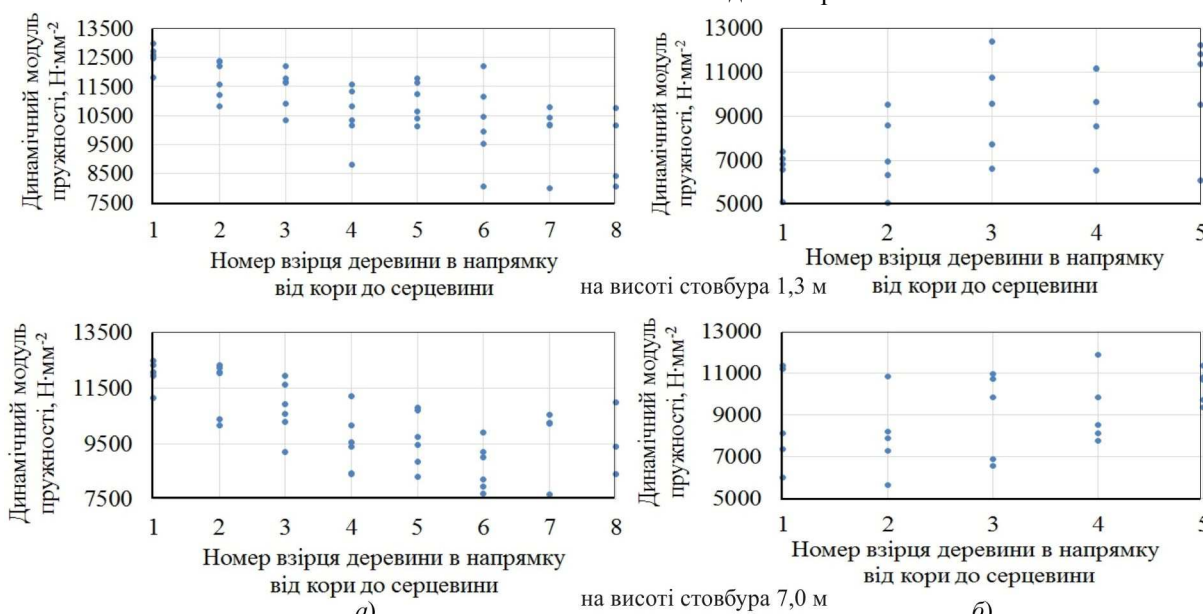 Динамічний модуль
пружності, Н·мм⁻²
13500
12500
11500
10500
9500
8500
7500
1 2 3 4 5 6 7 8
Номер взірця деревини в напрямку
від кори до серцевини
Динамічний модуль
пружності, Н·мм⁻²
13000
11000
9000
7000
5000
1 2 3 4 5
Номер взірця деревини в напрямку
від кори до серцевини
на висоті стовбура 1,3 м
Динамічний модуль
пружності, Н·мм⁻²
13500
11500
9500
7500
1 2 3 4 5 6 7 8
Номер взірця деревини в напрямку
від кори до серцевини
а)
Динамічний модуль
пружності, Н·мм⁻²
13000
11000
9000
7000
5000
1 2 3 4 5
Номер взірця деревини в напрямку
від кори до серцевини
б)
на висоті стовбура 7,0 м